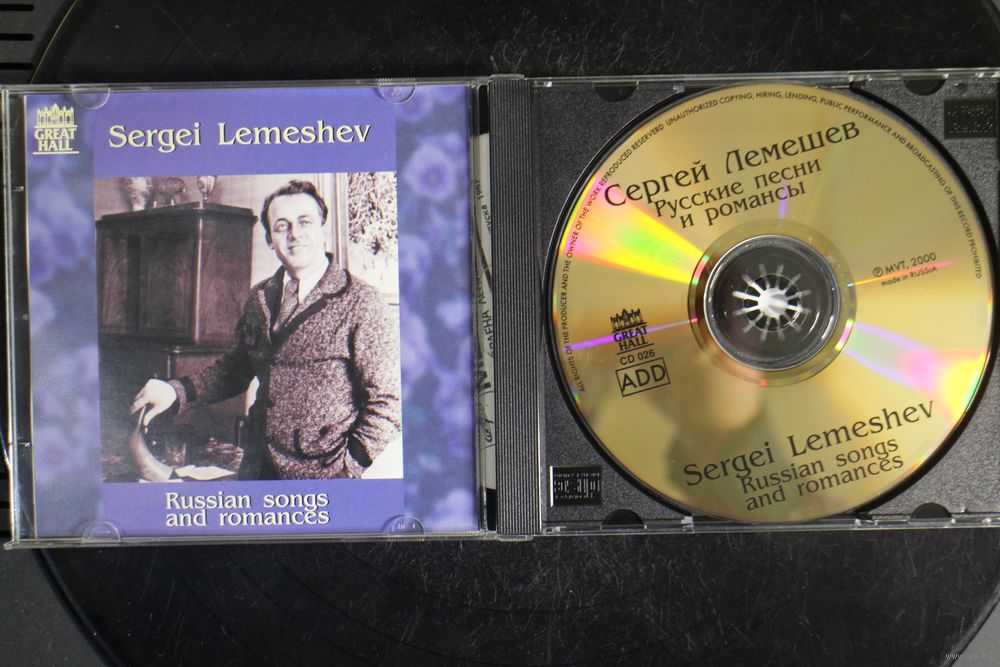 GREAT
HALL
Sergei Lemeshev
Russian songs
and romances
ALL RIGHTS OF THE PRODUCER AND THE OWNER OF THE WORK REPRODUCED RESERVERD UNAUTHORIZED COPYING, HIRING, LENDING, PUBLIC PERFORMANCE AND BROADCASTING OF THIS RECORD PROHIBITED
Сергей Лемешев
Русские песни
и романсы
℗ MVT, 2000
made in RUSSIA
GREAT
HALL
CD 026
ADD
Sergei Lemeshev
Russian songs
and romances